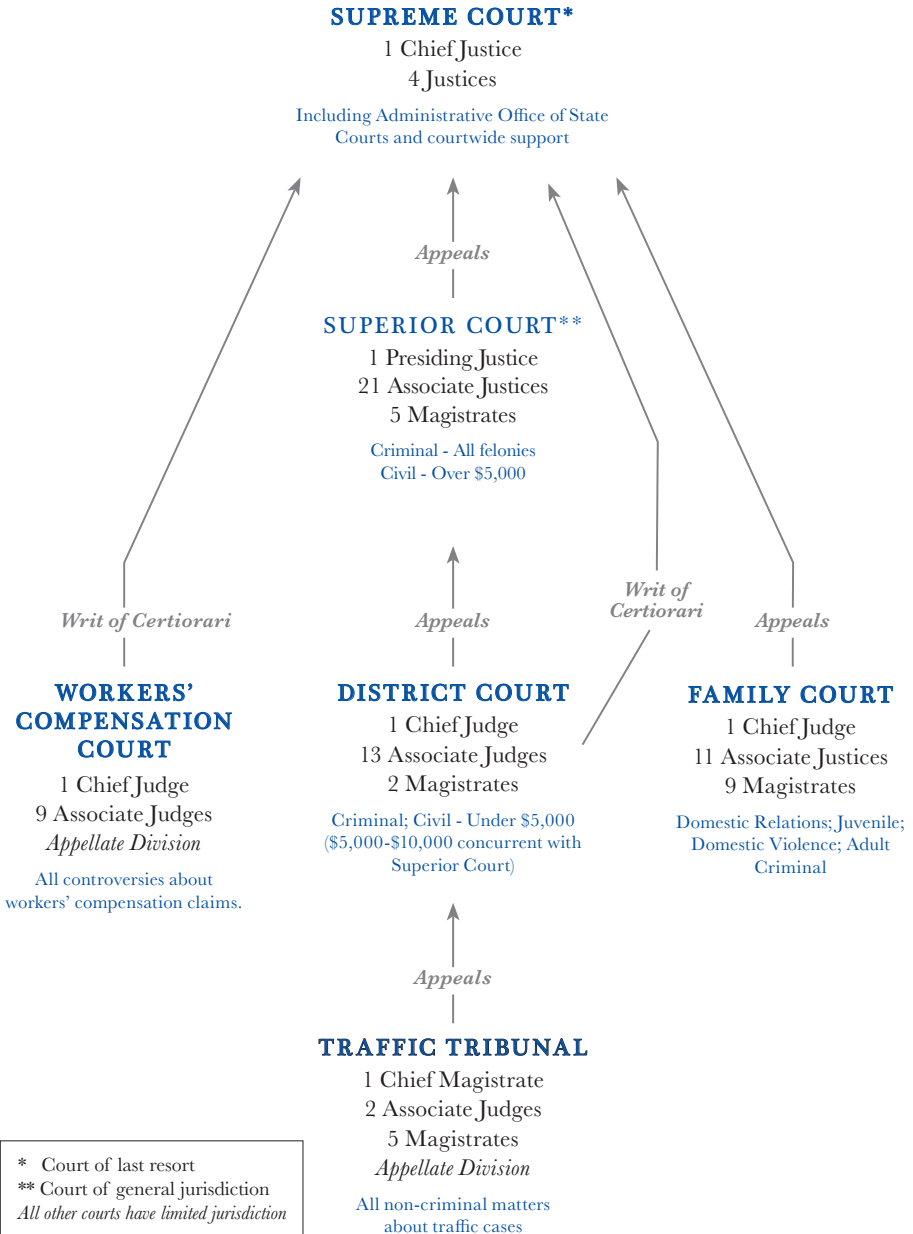 SUPREME COURT*
1 Chief Justice
4 Justices
Including Administrative Office of State
Courts and courtwide support
Appeals
SUPERIOR COURT**
1 Presiding Justice
21 Associate Justices
5 Magistrates
Criminal - All felonies
Civil - Over $5,000
Writ of Certiorari
Appeals
Writ of
Certiorari
Appeals
WORKERS’
COMPENSATION
COURT
1 Chief Judge
9 Associate Judges
Appellate Division
All controversies about
workers’ compensation claims.
DISTRICT COURT
1 Chief Judge
13 Associate Judges
2 Magistrates
Criminal; Civil - Under $5,000
($5,000-$10,000 concurrent with
Superior Court)
FAMILY COURT
1 Chief Judge
11 Associate Justices
9 Magistrates
Domestic Relations; Juvenile;
Domestic Violence; Adult
Criminal
Appeals
TRAFFIC TRIBUNAL
1 Chief Magistrate
2 Associate Judges
5 Magistrates
Appellate Division
All non-criminal matters
about traffic cases
* Court of last resort
** Court of general jurisdiction
All other courts have limited jurisdiction